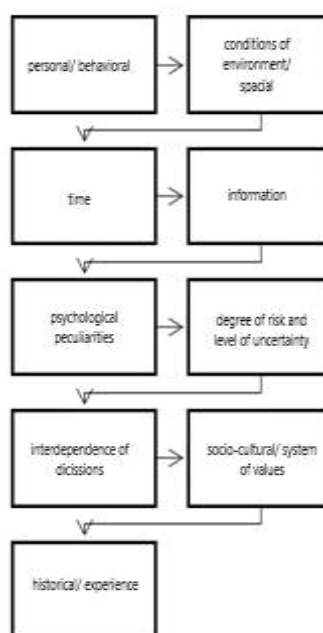 personal/ behavioral
conditions of
environment/
spacial
time
information
psychological
peculiarities
degree of risk and
level of uncertainty
interdependence of
dicissions
socio-cultural/ system
of values
historical/ experience